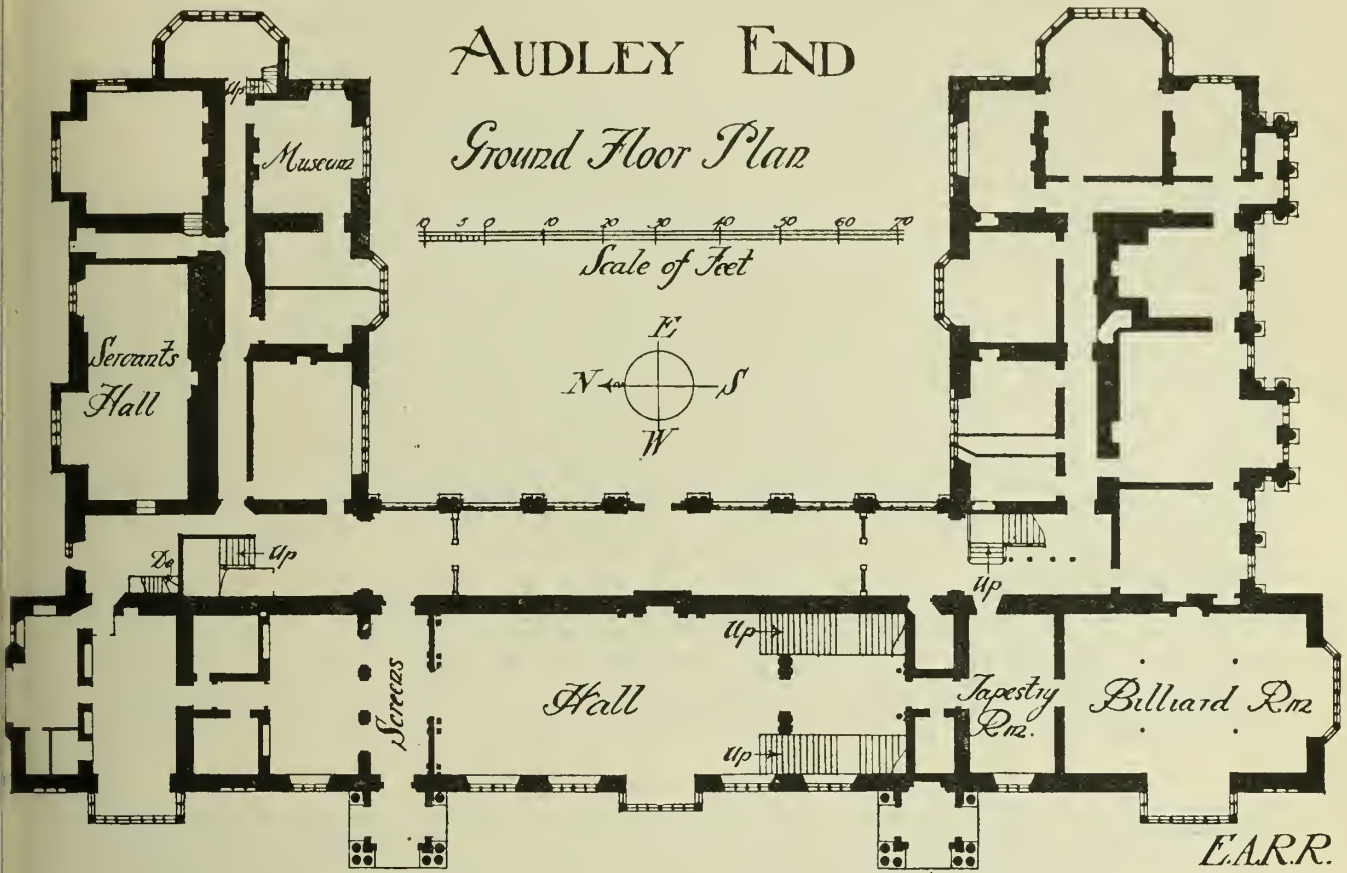 AUDLEY END
Ground Floor Plan
10 5 0 10 20 30 40 50 60 70
Scale of Feet
E
N S
W
Up
Museum
Servants
Hall
Do
Up
Up
Screens
Hall
Up
Up
Tapestry
Rm.
Billiard Rm
E.A.R.R.